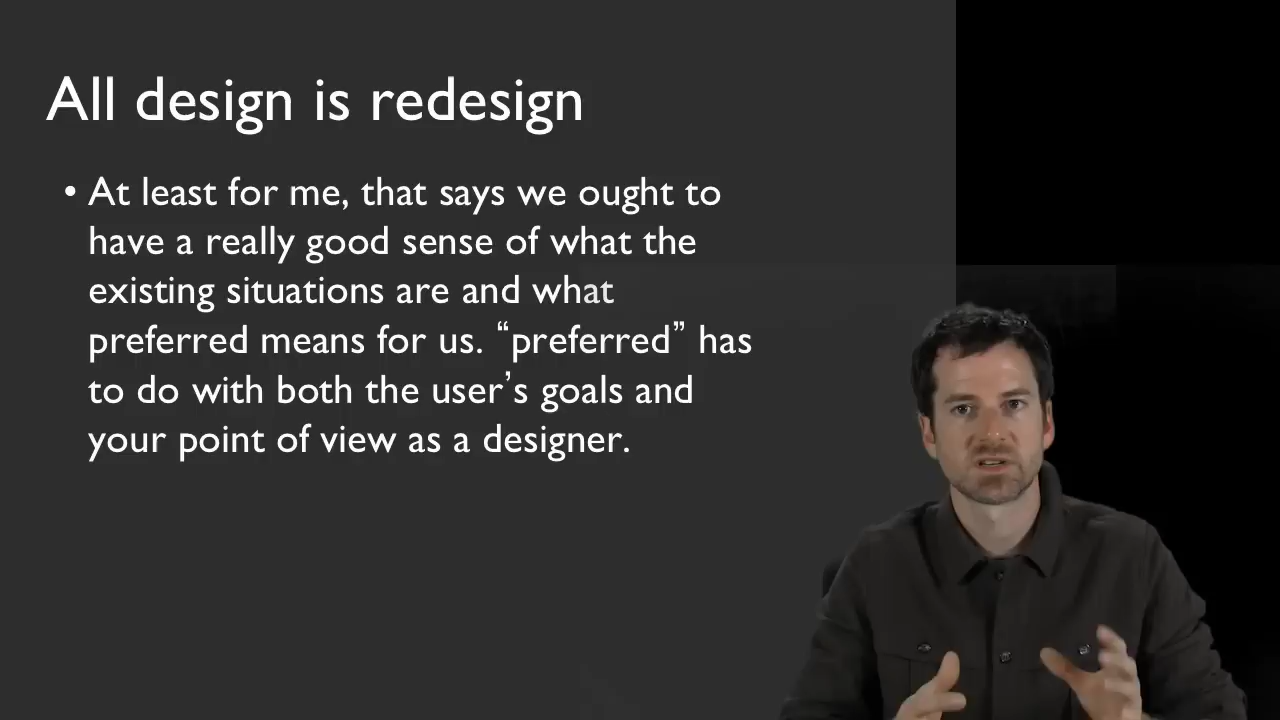 All design is redesign
• At least for me, that says we ought to
have a really good sense of what the
existing situations are and what
preferred means for us. “preferred” has
to do with both the user’s goals and
your point of view as a designer.